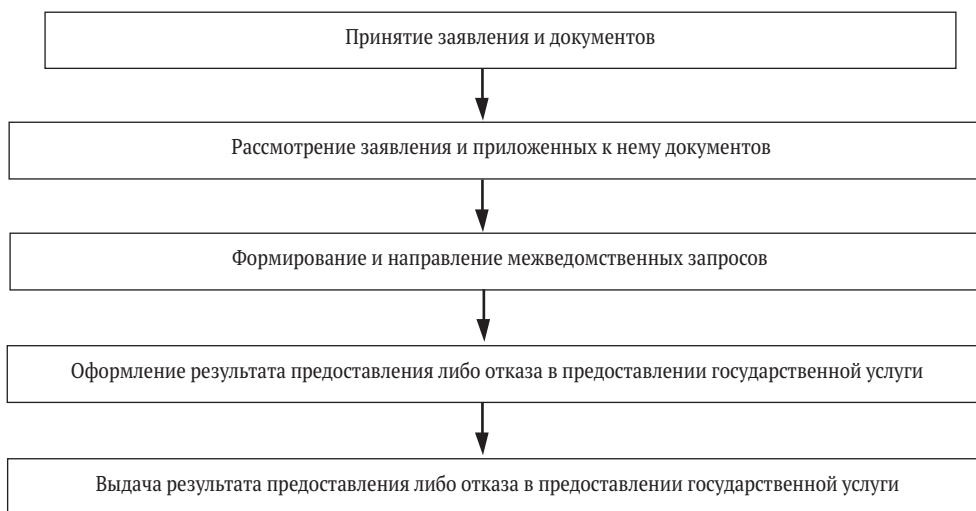 Принятие заявления и документов
Рассмотрение заявления и приложенных к нему документов
Формирование и направление межведомственных запросов
Оформление результата предоставления либо отказа в предоставлении государственной услуги
Выдача результата предоставления либо отказа в предоставлении государственной услуги